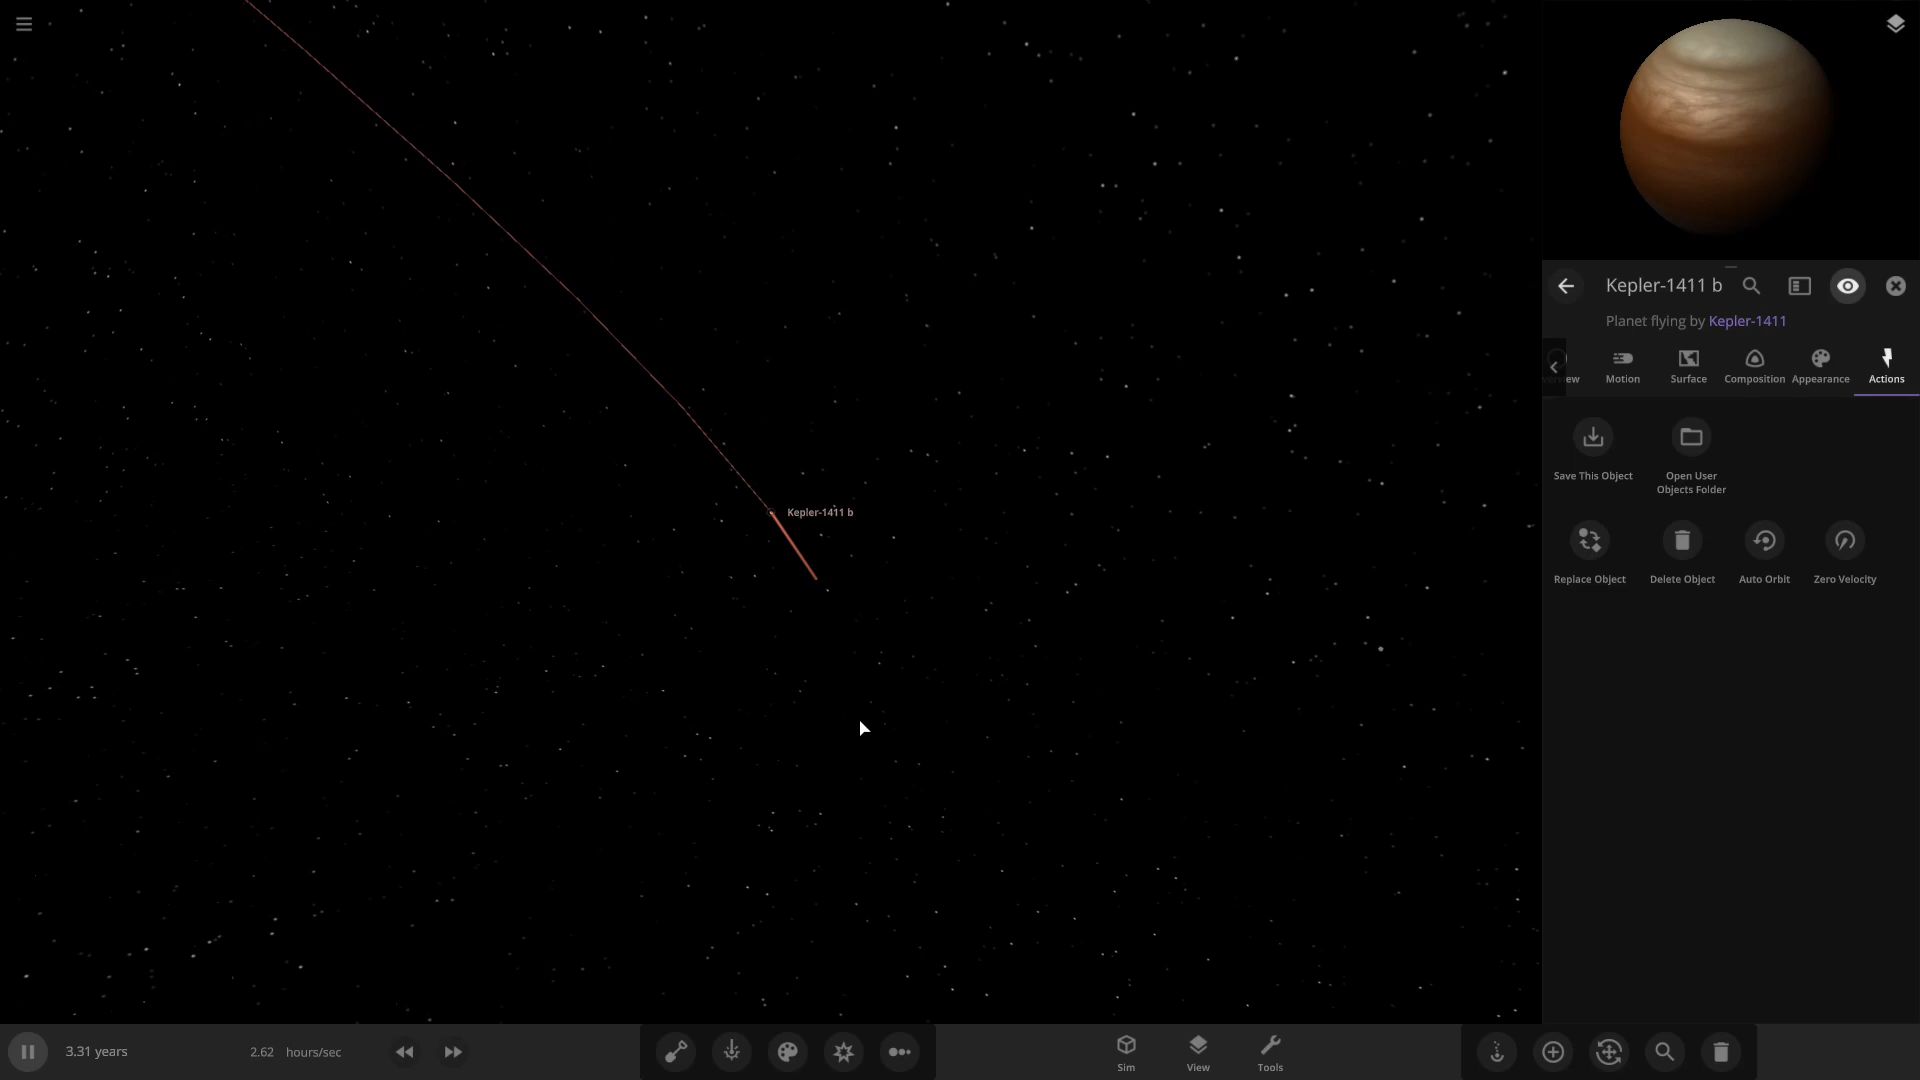 Kepler-1411 b
Planet flying by Kepler-1411
Motion
Surface
Composition
Appearance
Actions
Save This Object
Open User
Objects Folder
Replace Object
Delete Object
Auto Orbit
Zero Velocity
Kepler-1411 b
3.31 years
2.62 hours/sec
Sim
View
Tools